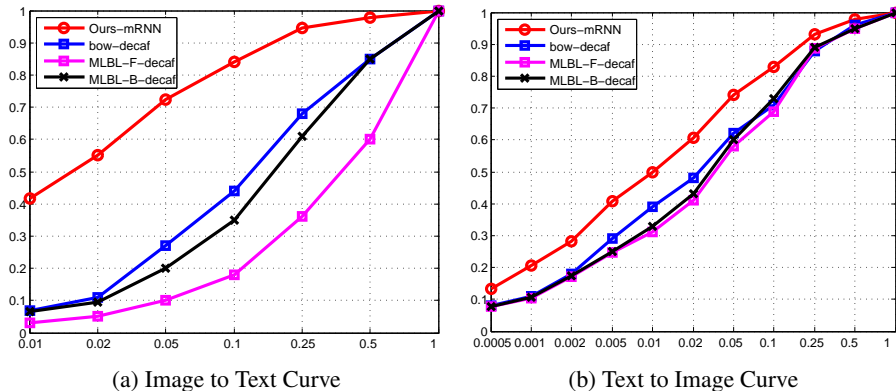 Ours-mRNN
bow-decaf
MLBL-F-decaf
MLBL-B-decaf
1
0.9
0.8
0.7
0.6
0.5
0.4
0.3
0.2
0.1
0
0.01 0.02 0.05 0.1 0.25 0.5 1
(a) Image to Text Curve
Ours-mRNN
bow-decaf
MLBL-F-decaf
MLBL-B-decaf
1
0.9
0.8
0.7
0.6
0.5
0.4
0.3
0.2
0.1
0
0.0005 0.001 0.002 0.005 0.01 0.02 0.05 0.1 0.25 0.5 1
(b) Text to Image Curve